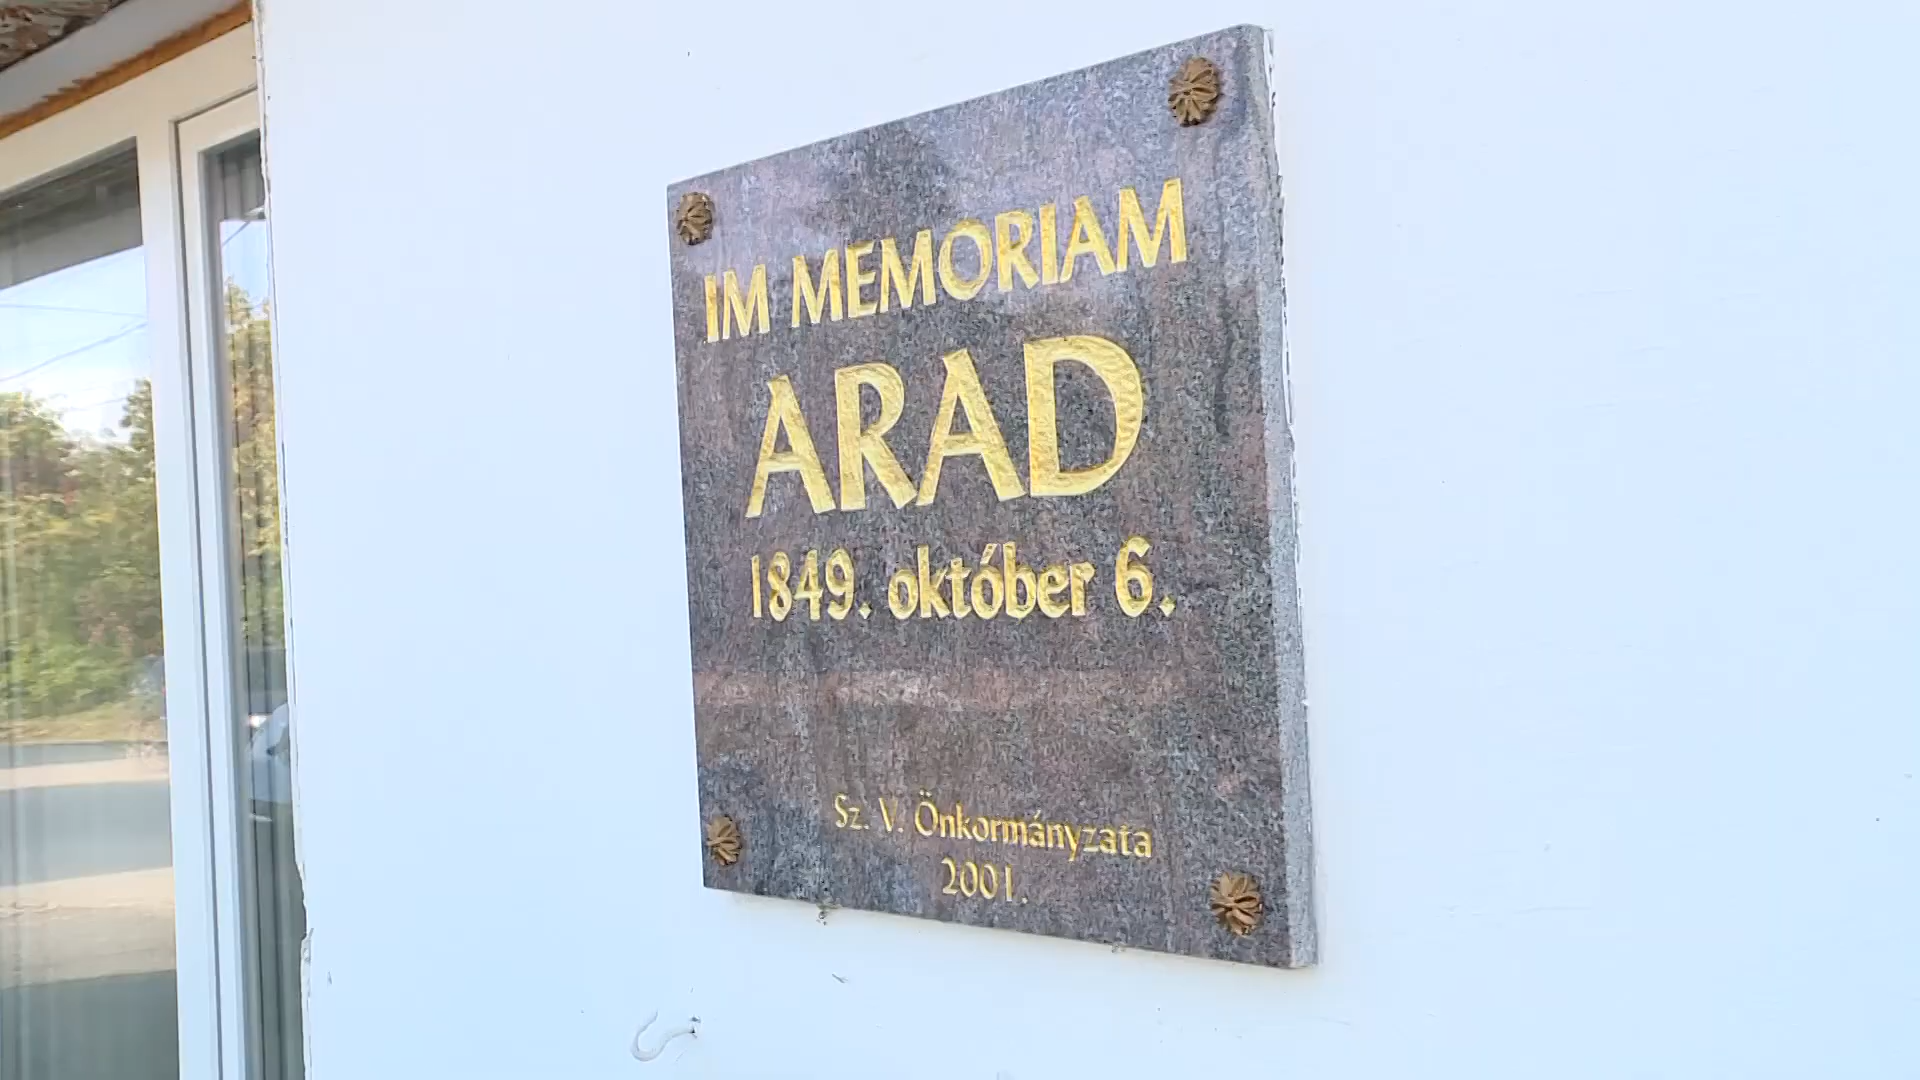 IM MEMORIAM
ARAD
1849. október 6.
Sz. V. Önkormányzata
2001.